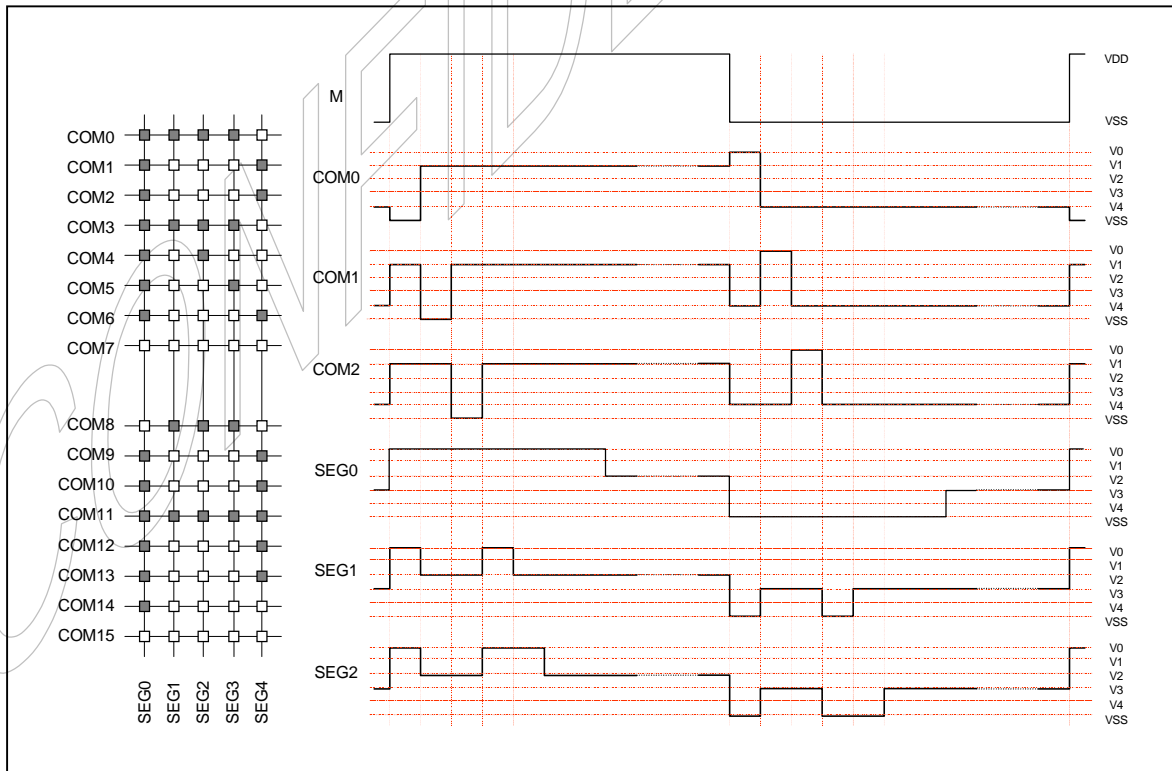 COM0
COM1
COM2
COM3
COM4
COM5
COM6
COM7
COM8
COM9
COM10
COM11
COM12
COM13
COM14
COM15
SEG0
SEG1
SEG2
SEG3
SEG4
M
VDD
VSS
COM0
V0
V1
V2
V3
V4
VSS
COM1
V0
V1
V2
V3
V4
VSS
COM2
V0
V1
V2
V3
V4
VSS
SEG0
V0
V1
V2
V3
V4
VSS
SEG1
V0
V1
V2
V3
V4
VSS
SEG2
V0
V1
V2
V3
V4
VSS